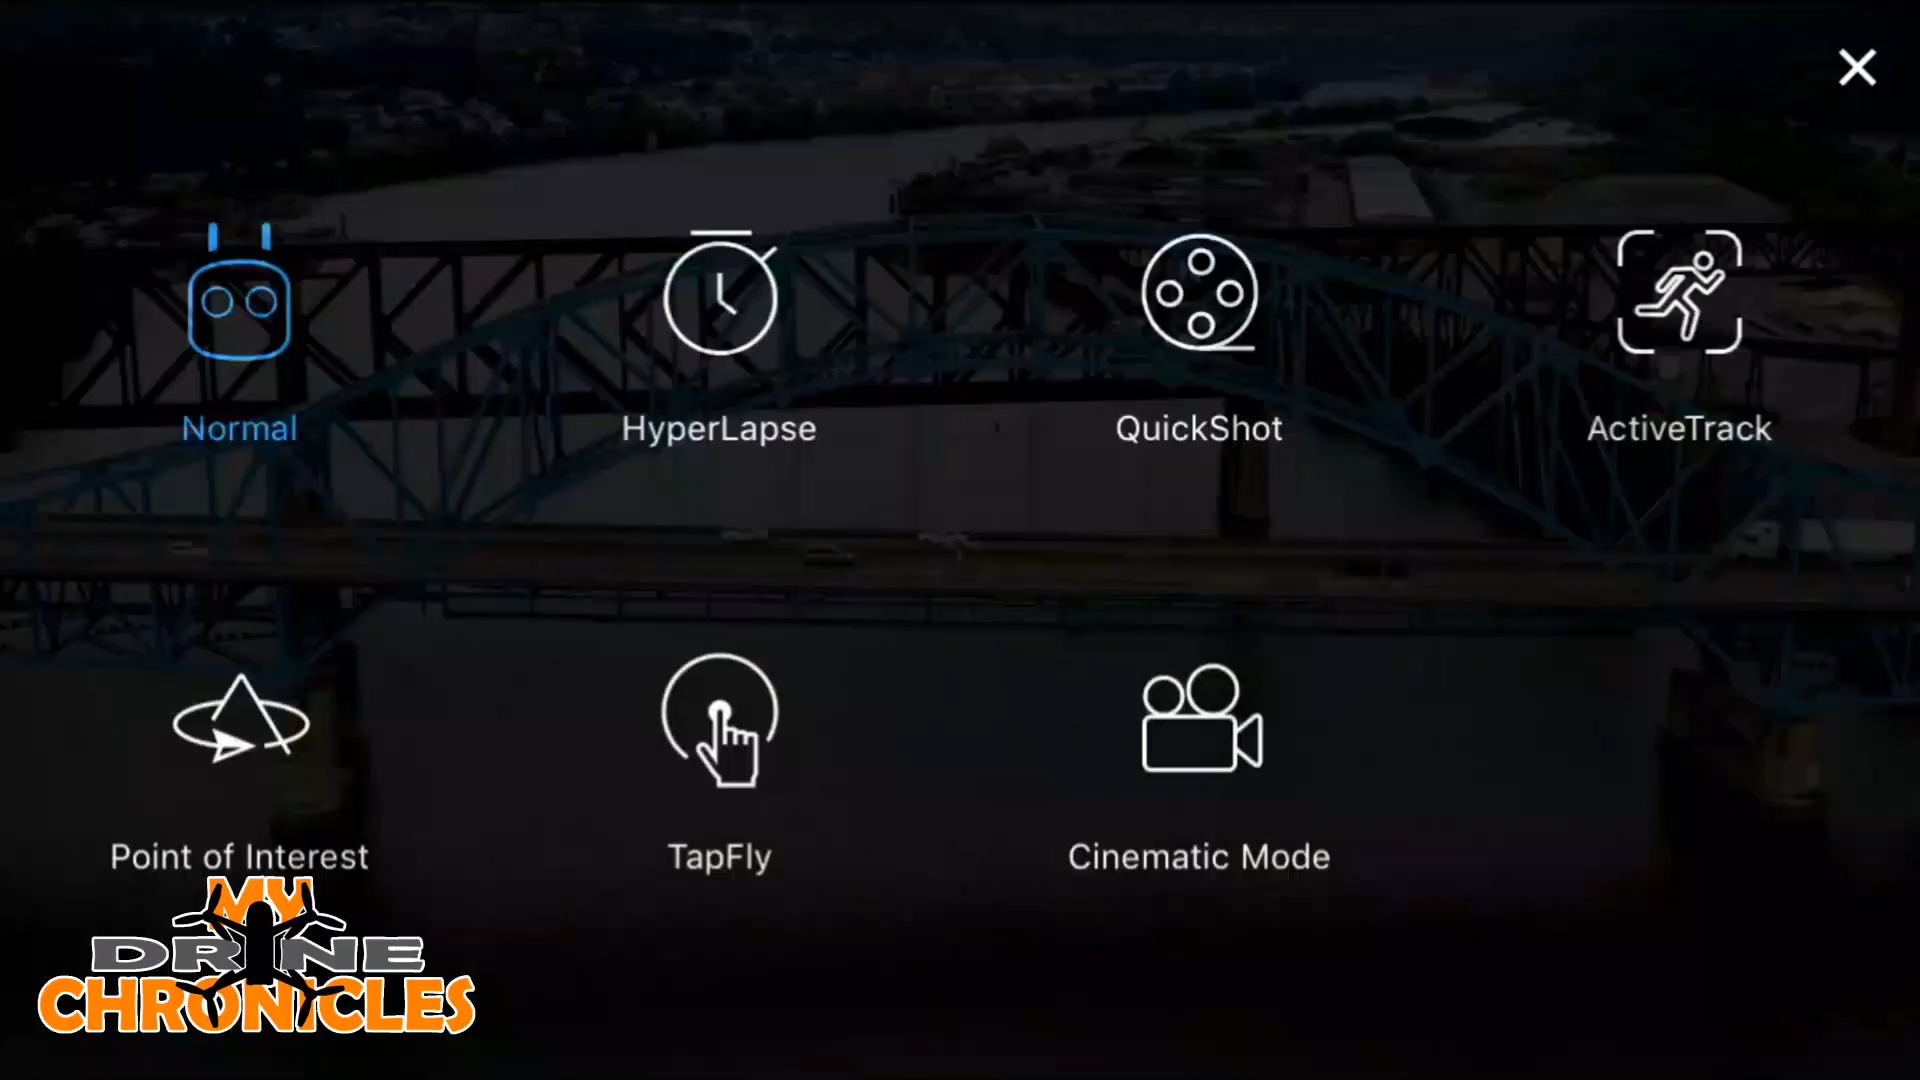 Normal
HyperLapse
QuickShot
ActiveTrack
Point of Interest
TapFly
Cinematic Mode
MY
DRONE
CHRONICLES